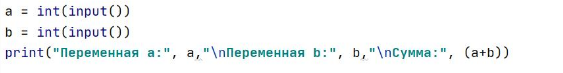 a = int(input())
b = int(input())
print("Переменная a:", a,"\nПеременная b:", b,"\nСумма:", (a+b))